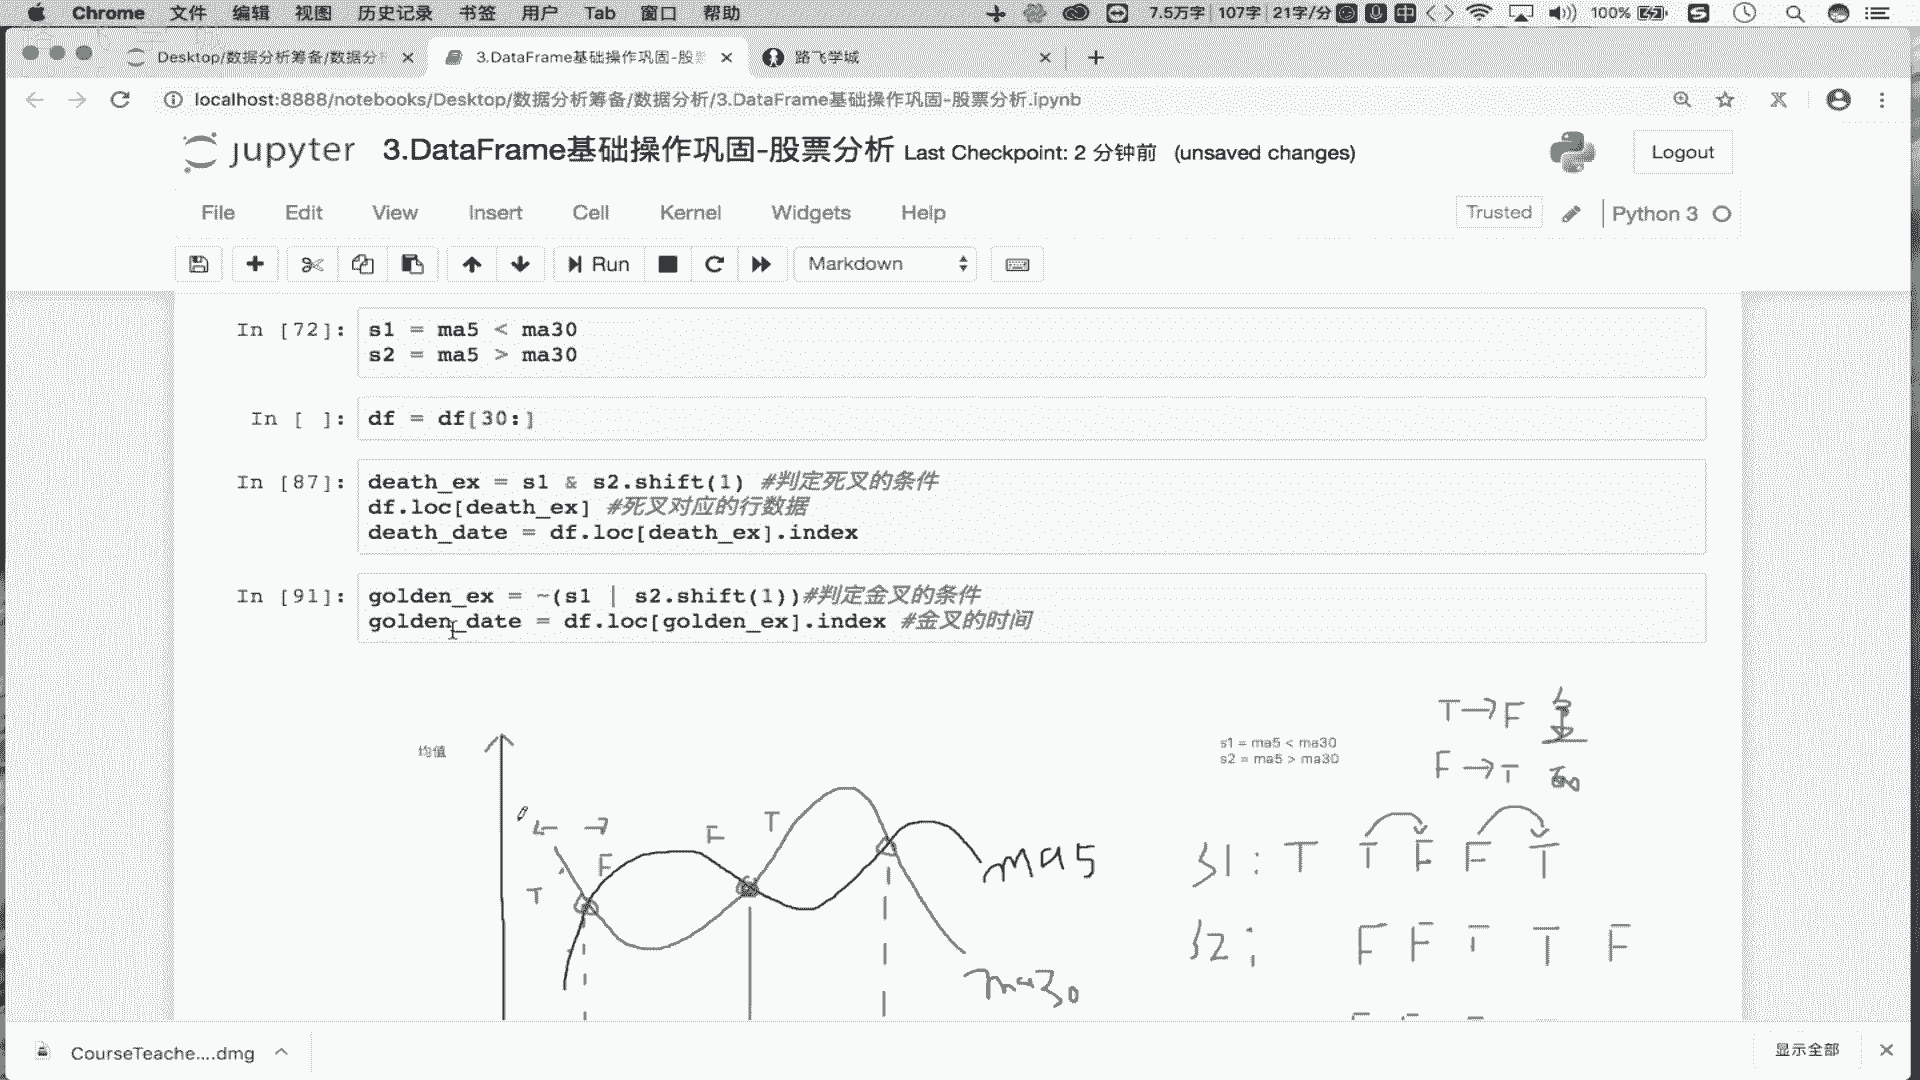 Chrome 文件 编辑 视图 历史记录 书签 用户 Tab 窗口 帮助 7.5万字 107字 21字/分 中 100%
Desktop/数据分析筹备/数据分 3.DataFrame基础操作巩固-股 路飞学城
localhost:8888/notebooks/Desktop/数据分析筹备/数据分析/3.DataFrame基础操作巩固-股票分析.ipynb
jupyter 3.DataFrame基础操作巩固-股票分析 Last Checkpoint: 2 分钟前 (unsaved changes) Logout
File Edit View Insert Cell Kernel Widgets Help Trusted Python 3
Run Markdown
In [72]: s1 = ma5 < ma30
s2 = ma5 > ma30
In [ ]: df = df[30:]
In [87]: death_ex = s1 & s2.shift(1) #判定死叉的条件
df.loc[death_ex] #死叉对应的行数据
death_date = df.loc[death_ex].index
In [91]: golden_ex = ~(s1 | s2.shift(1))#判定金叉的条件
golden_date = df.loc[golden_ex].index #金叉的时间
均值
s1 = ma5 < ma30
s2 = ma5 > ma30
T→F 金
F→T
T F F T
ma5
ma30
s1: T T F F T
s2: F F T T F
CourseTeache....dmg 显示全部